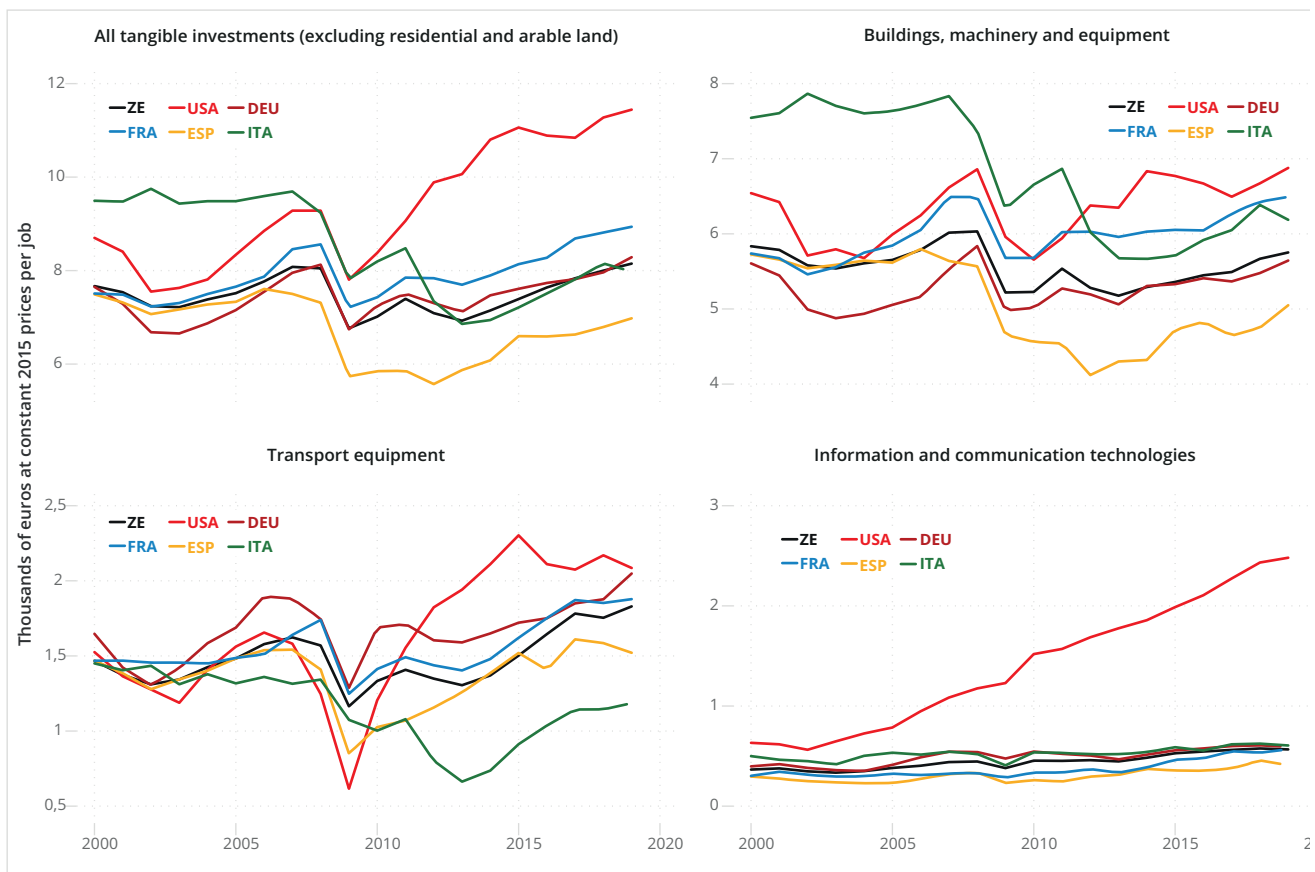 All tangible investments (excluding residential and arable land)
12
10
8
6
ZE USA DEU
FRA ESP ITA
Buildings, machinery and equipment
8
7
6
5
4
ZE USA DEU
FRA ESP ITA
Thousands of euros at constant 2015 prices per job
Transport equipment
2,5
2
1,5
1
0,5
ZE USA DEU
FRA ESP ITA
2000 2005 2010 2015 2020
Information and communication technologies
3
2
1
0
ZE USA DEU
FRA ESP ITA
2000 2005 2010 2015 2